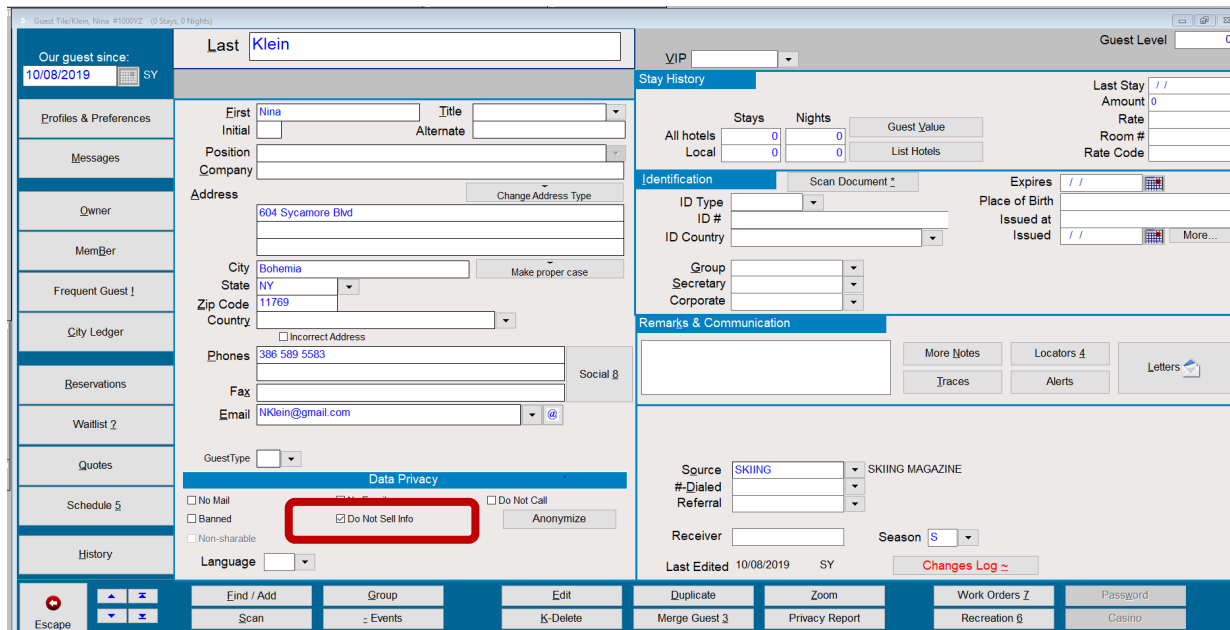 Guest Tile/Klein, Nina #1000YZ (0 Stays, 0 Nights)
Our guest since:
10/08/2019 SY
Last Klein
VIP
Guest Level 0
Profiles & Preferences
Messages
Owner
MemBer
Frequent Guest !
City Ledger
Reservations
Waitlist ?
Quotes
Schedule 5
History
First Nina Title
Initial Alternate
Position
Company
Address Change Address Type
604 Sycamore Blvd
City Bohemia Make proper case
State NY
Zip Code 11769
Country
Incorrect Address
Phones 386 589 5583
Social 8
Fax
Email NKlein@gmail.com @
GuestType
Data Privacy
No Mail Do Not Call
Banned Do Not Sell Info Anonymize
Non-sharable
Language
Stay History
Last Stay / /
Amount 0
Stays Nights Rate
All hotels 0 0 Guest Value Room #
Local 0 0 List Hotels Rate Code
Identification Scan Document * Expires / /
ID Type Place of Birth
ID # Issued at
ID Country Issued / / More...
Group
Secretary
Corporate
Remarks & Communication
More Notes Locators 4 Letters
Traces Alerts
Source SKIING SKIING MAGAZINE
#-Dialed
Referral
Receiver Season S
Last Edited 10/08/2019 SY Changes Log ~
Escape
Find / Add Group Edit Duplicate Zoom Work Orders 7 Password
Scan - Events K-Delete Merge Guest 3 Privacy Report Recreation 6 Casino